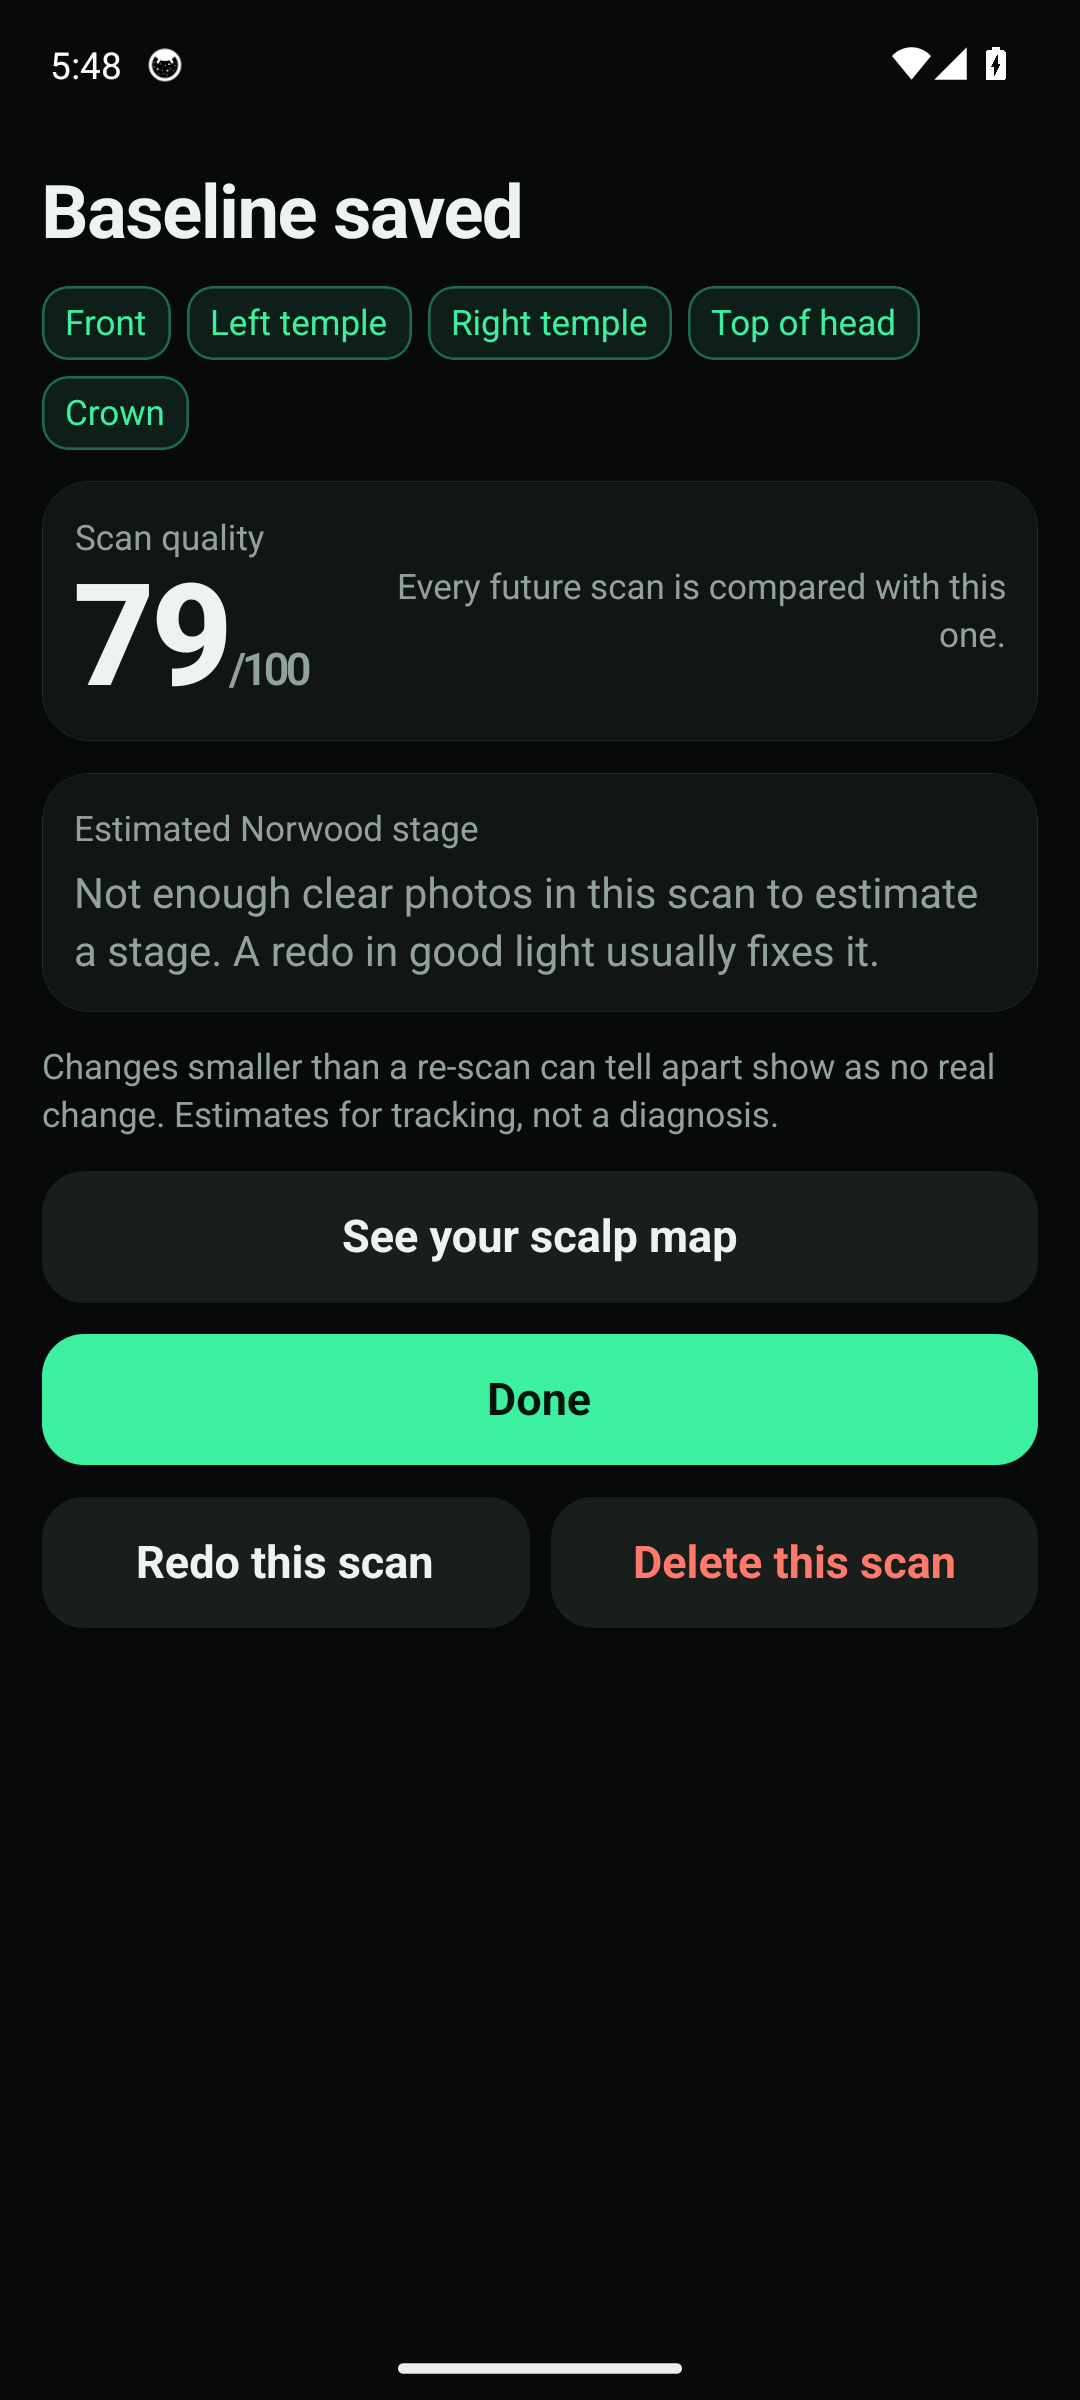 5:48
Baseline saved
Front
Left temple
Right temple
Top of head
Crown
Scan quality
79/100
Every future scan is compared with this
one.
Estimated Norwood stage
Not enough clear photos in this scan to estimate
a stage. A redo in good light usually fixes it.
Changes smaller than a re-scan can tell apart show as no real
change. Estimates for tracking, not a diagnosis.
See your scalp map
Done
Redo this scan
Delete this scan